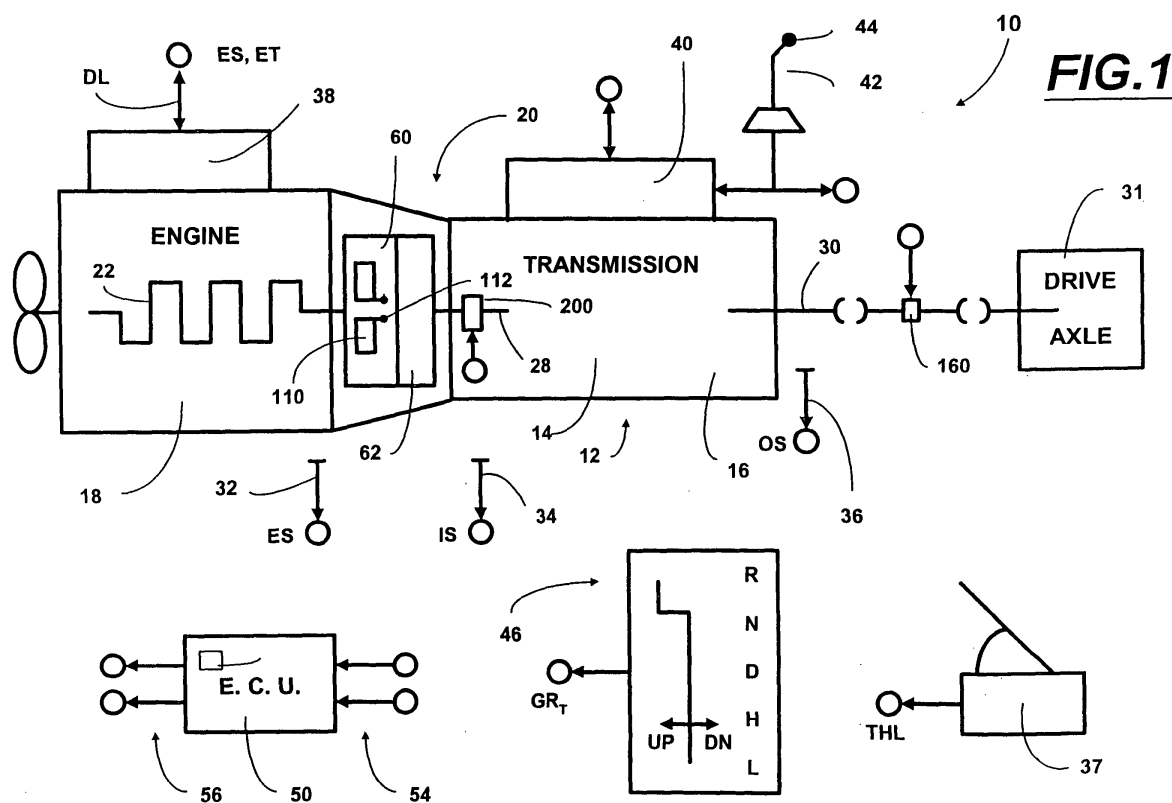 FIG.1
10
44
42
ES, ET
DL
38
20
40
60
31
ENGINE
TRANSMISSION
30
DRIVE
AXLE
22
112
200
28
160
110
62
14
12
16
18
OS
36
32
ES
IS
34
R
N
D
H
L
46
GR_T
UP
DN
E. C. U.
THL
37
56
50
54